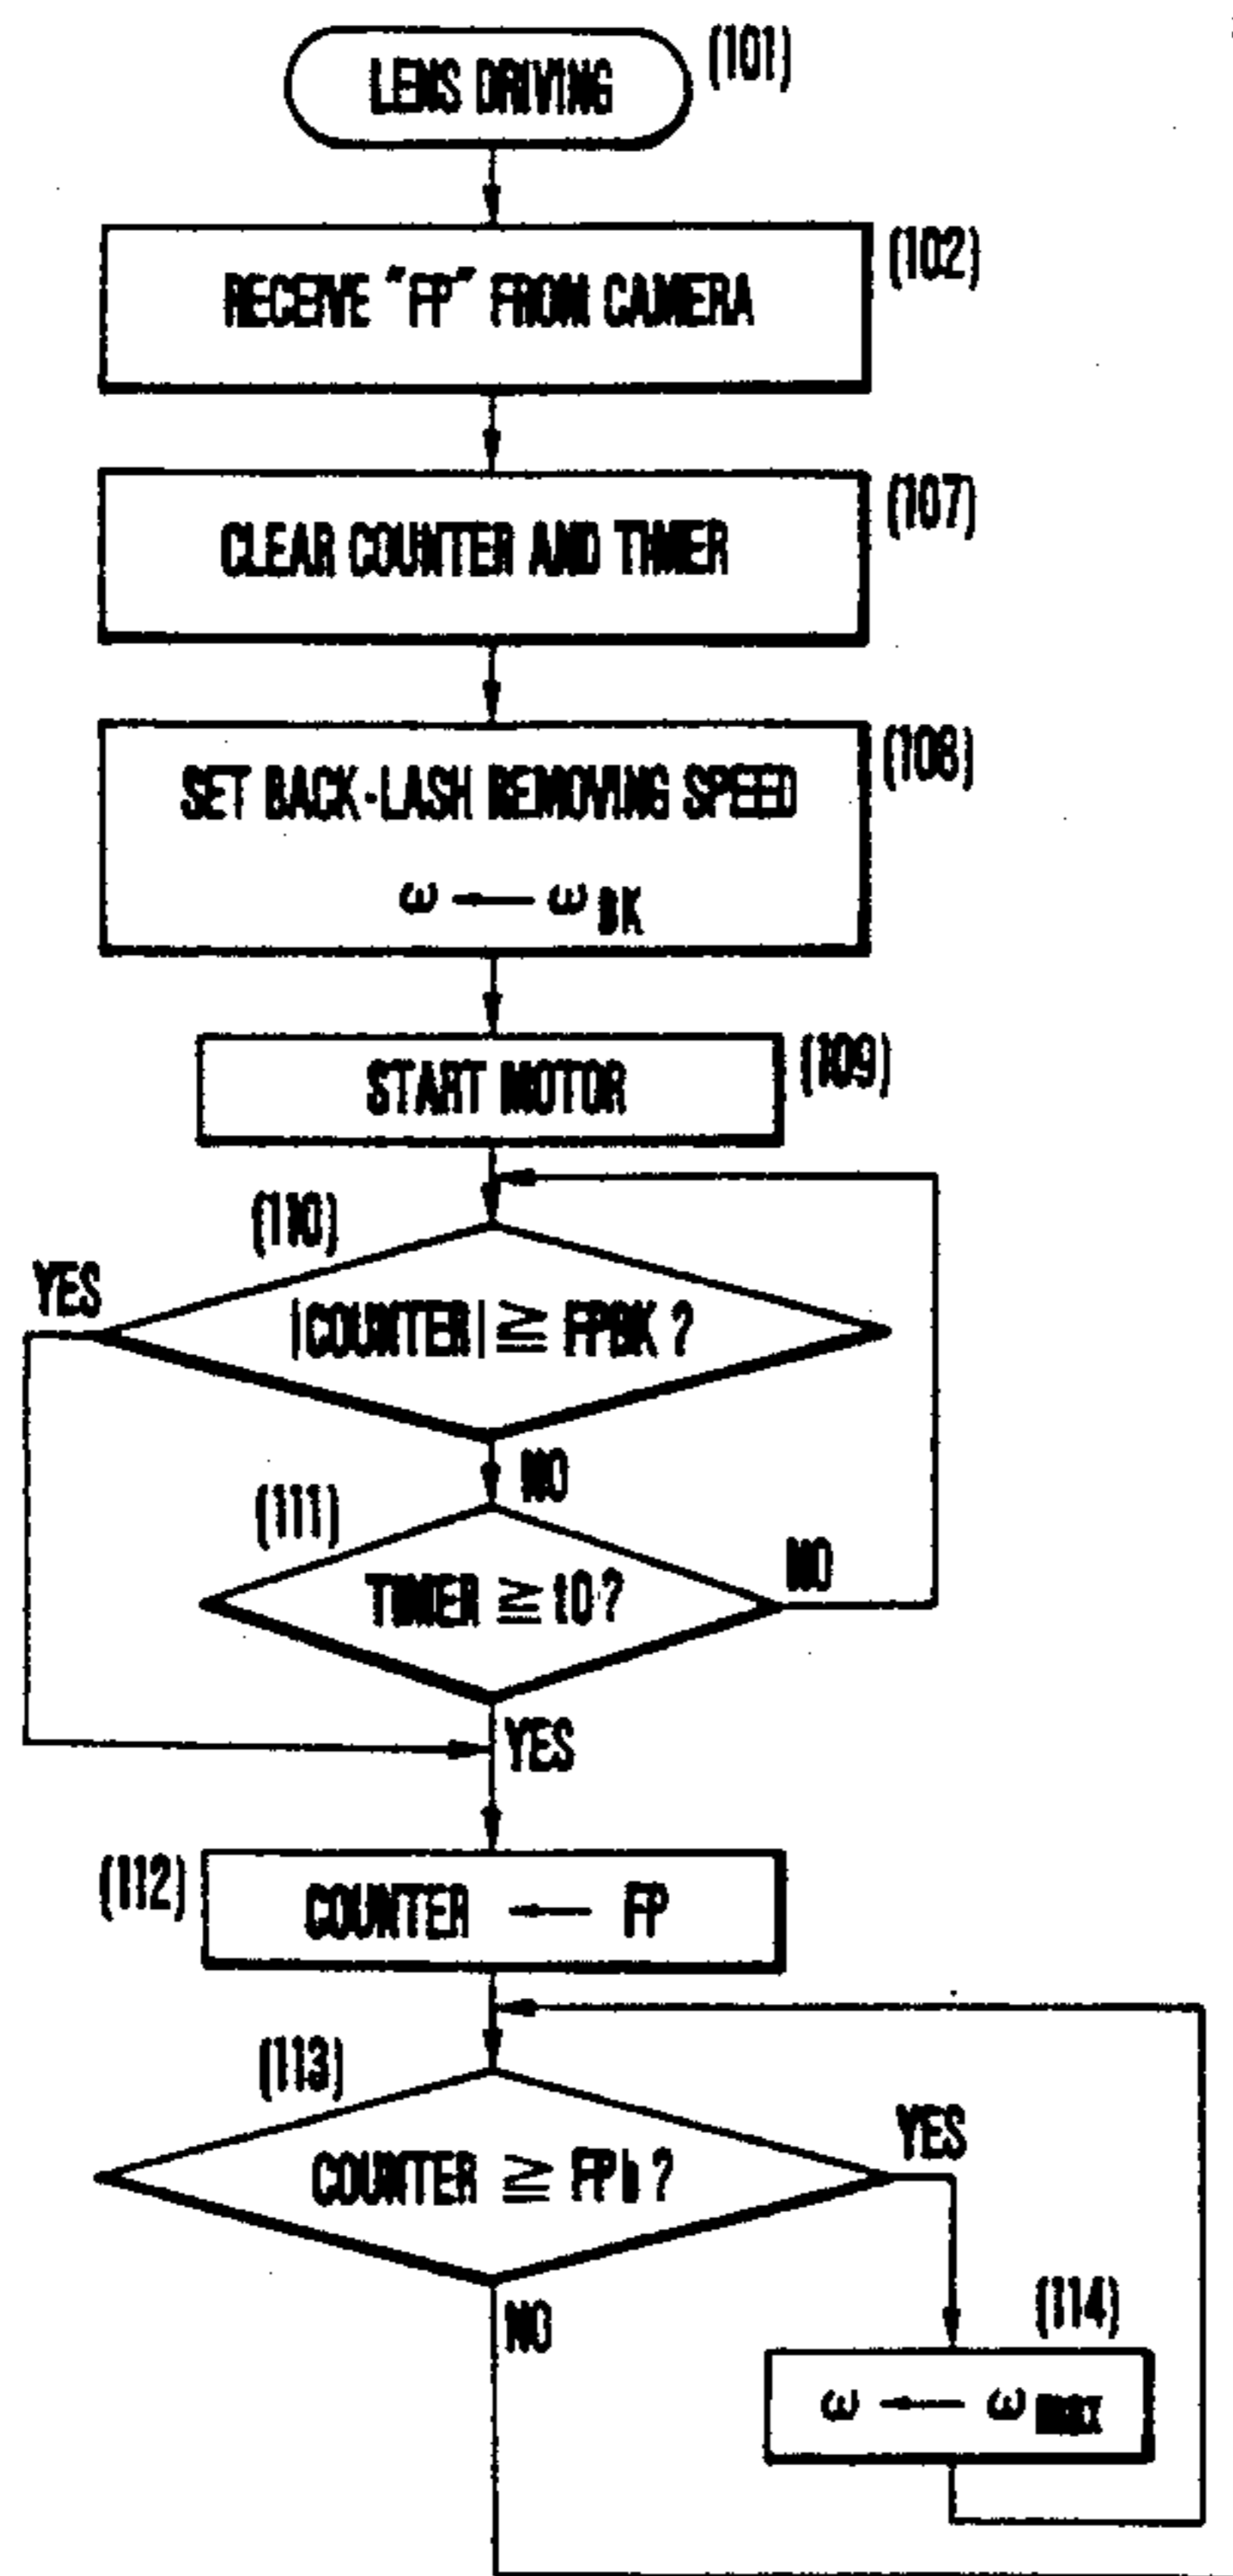 LENS DRIVING
(101)
RECEIVE "FP" FROM CAMERA
(102)
CLEAR COUNTER AND TIMER
(107)
SET BACK-LASH REMOVING SPEED
ω ← ω BK
(108)
START MOTOR
(109)
(110)
YES
|COUNTER| ≧ FPBK ?
NO
(111)
TIMER ≧ t0 ?
NO
YES
(112)
COUNTER ← FP
(113)
COUNTER ≧ FPb ?
YES
NO
(114)
ω ← ω max